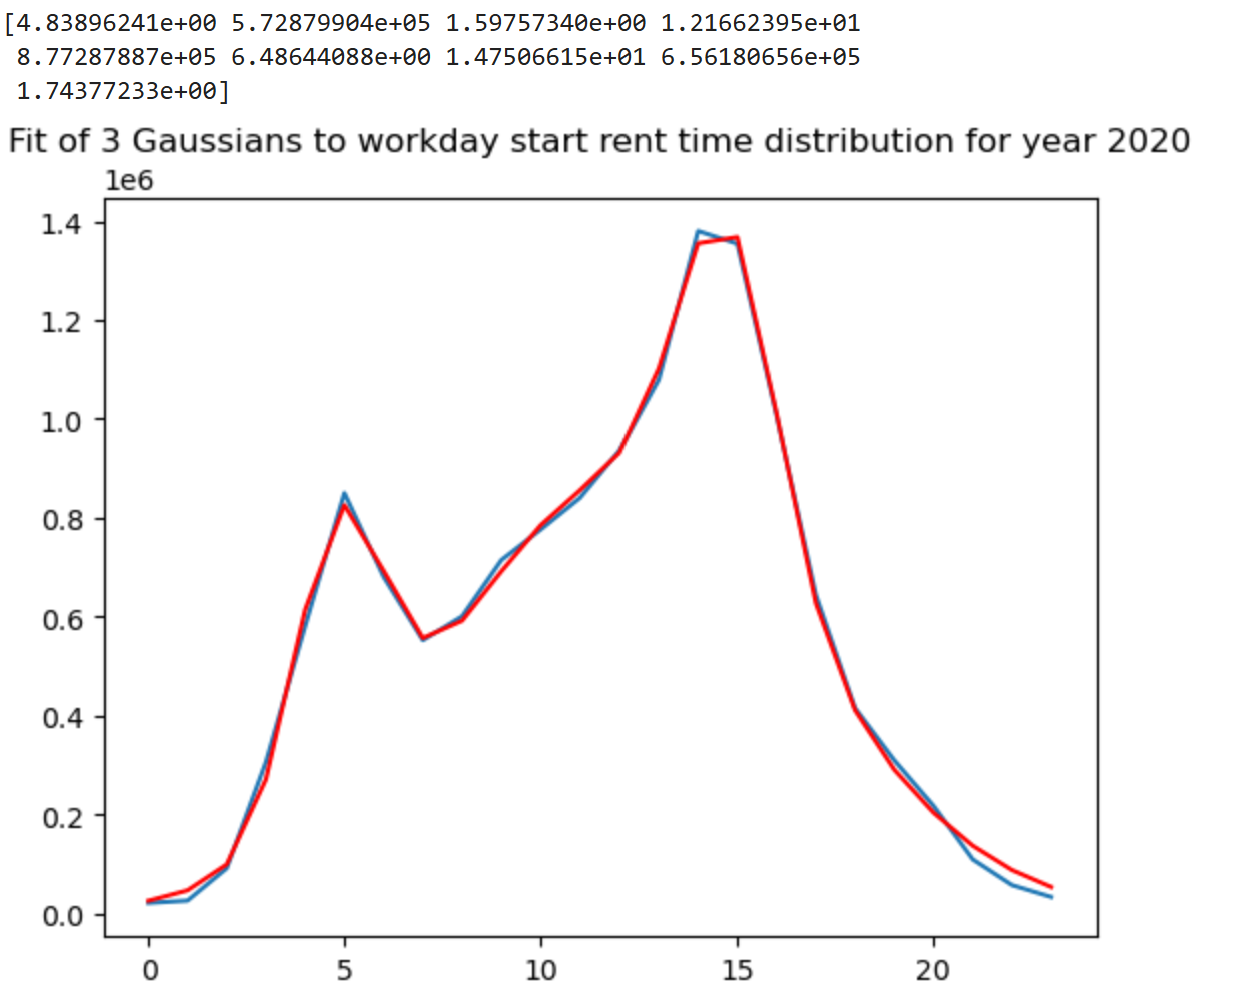 [4.83896241e+00 5.72879904e+05 1.59757340e+00 1.21662395e+01
8.77287887e+05 6.48644088e+00 1.47506615e+01 6.56180656e+05
1.74377233e+00]
Fit of 3 Gaussians to workday start rent time distribution for year 2020
1e6
1.4
1.2
1.0
0.8
0.6
0.4
0.2
0.0
0 5 10 15 20